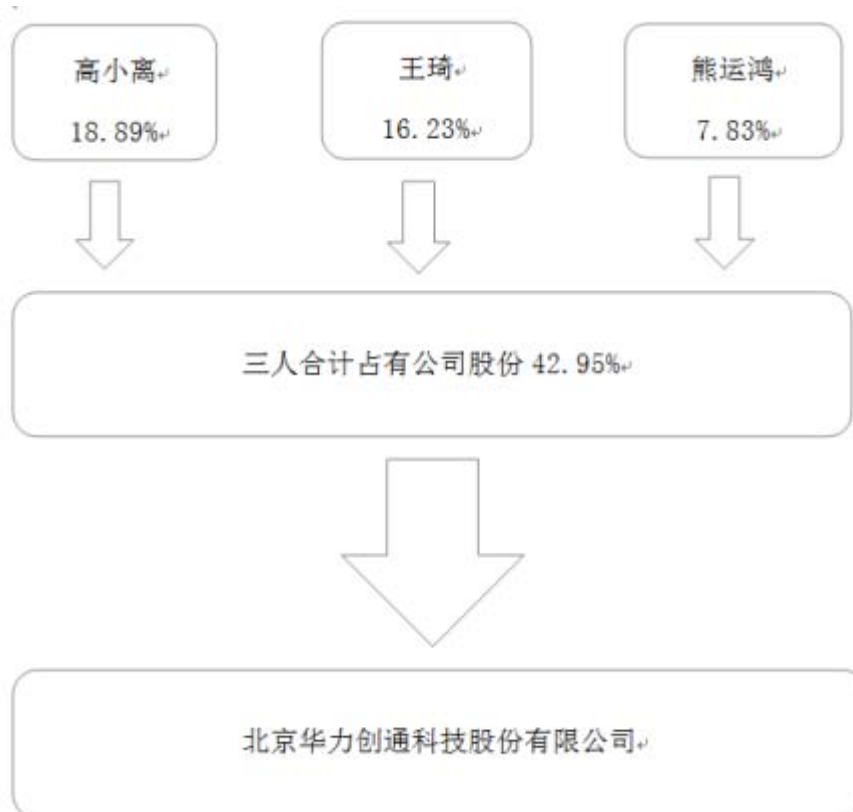 高小离
18.89%
王琦
16.23%
熊运鸿
7.83%
三人合计占有公司股份 42.95%
北京华力创通科技股份有限公司